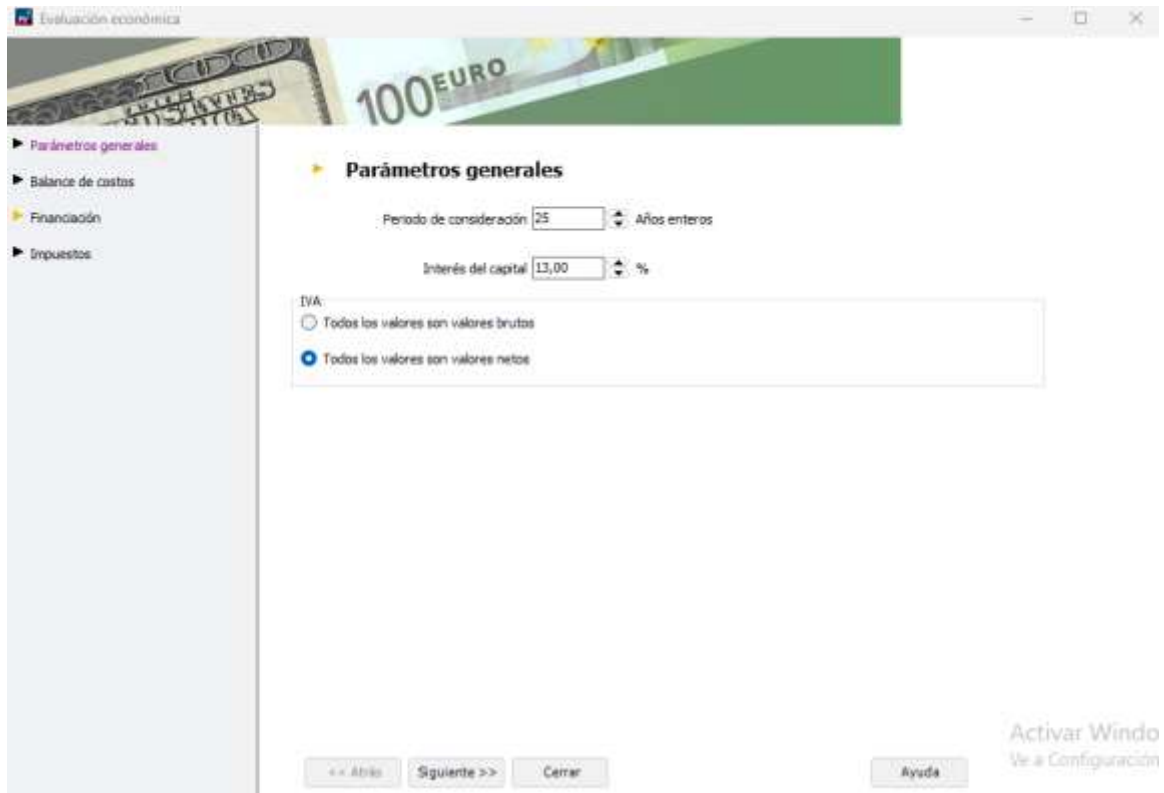 Evaluación económica
100 EURO
Parámetros generales
Balance de costos
Financiación
Impuestos
Parámetros generales
Periodo de consideración 25 Años enteros
Interés del capital 13,00 %
IVA
Todos los valores son valores brutos
Todos los valores son valores netos
Activar Windo
Ve a Configuración
<< Atrás Siguiente >> Cerrar Ayuda